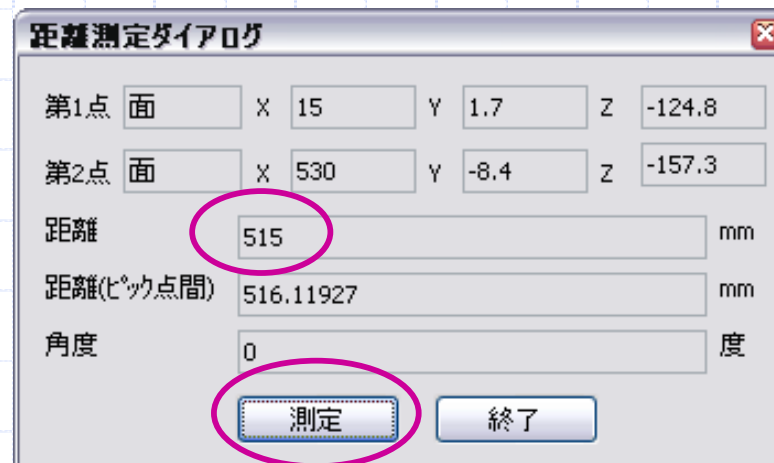 距離測定ダイアログ
第1点 面 X 15 Y 1.7 Z -124.8
第2点 面 X 530 Y -8.4 Z -157.3
距離 515 mm
距離(ﾋﾟｯｸ点間) 516.11927 mm
角度 0 度
測定 終了